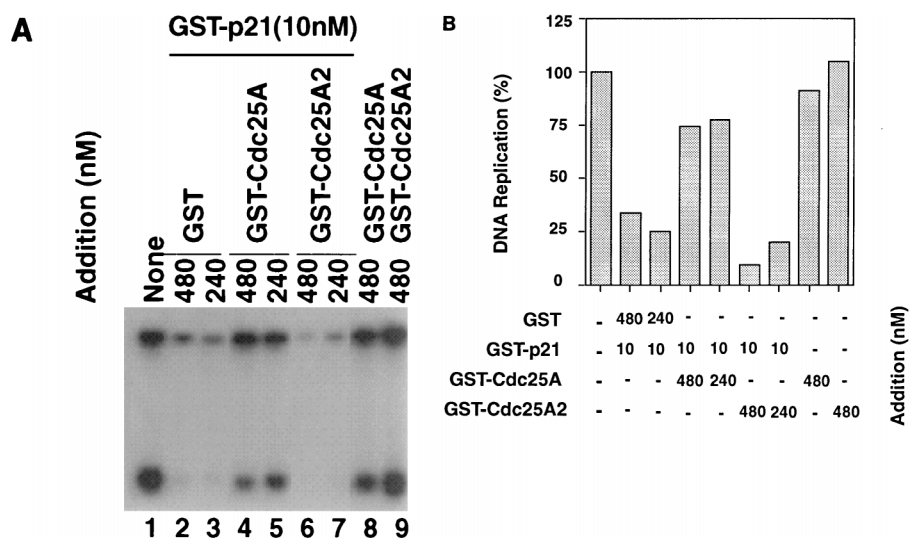 A
GST-p21(10nM)
Addition (nM)
None
GST
GST-Cdc25A
GST-Cdc25A2
GST-Cdc25A
GST-Cdc25A2
480
240
480
240
480
240
480
480
1 2 3 4 5 6 7 8 9
B
DNA Replication (%)
125
100
75
50
25
0
GST - 480 240 - - - - - -
GST-p21 - 10 10 10 10 10 10 - -
GST-Cdc25A - - - 480 240 - - 480 -
GST-Cdc25A2 - - - - - 480 240 - 480
Addition (nM)